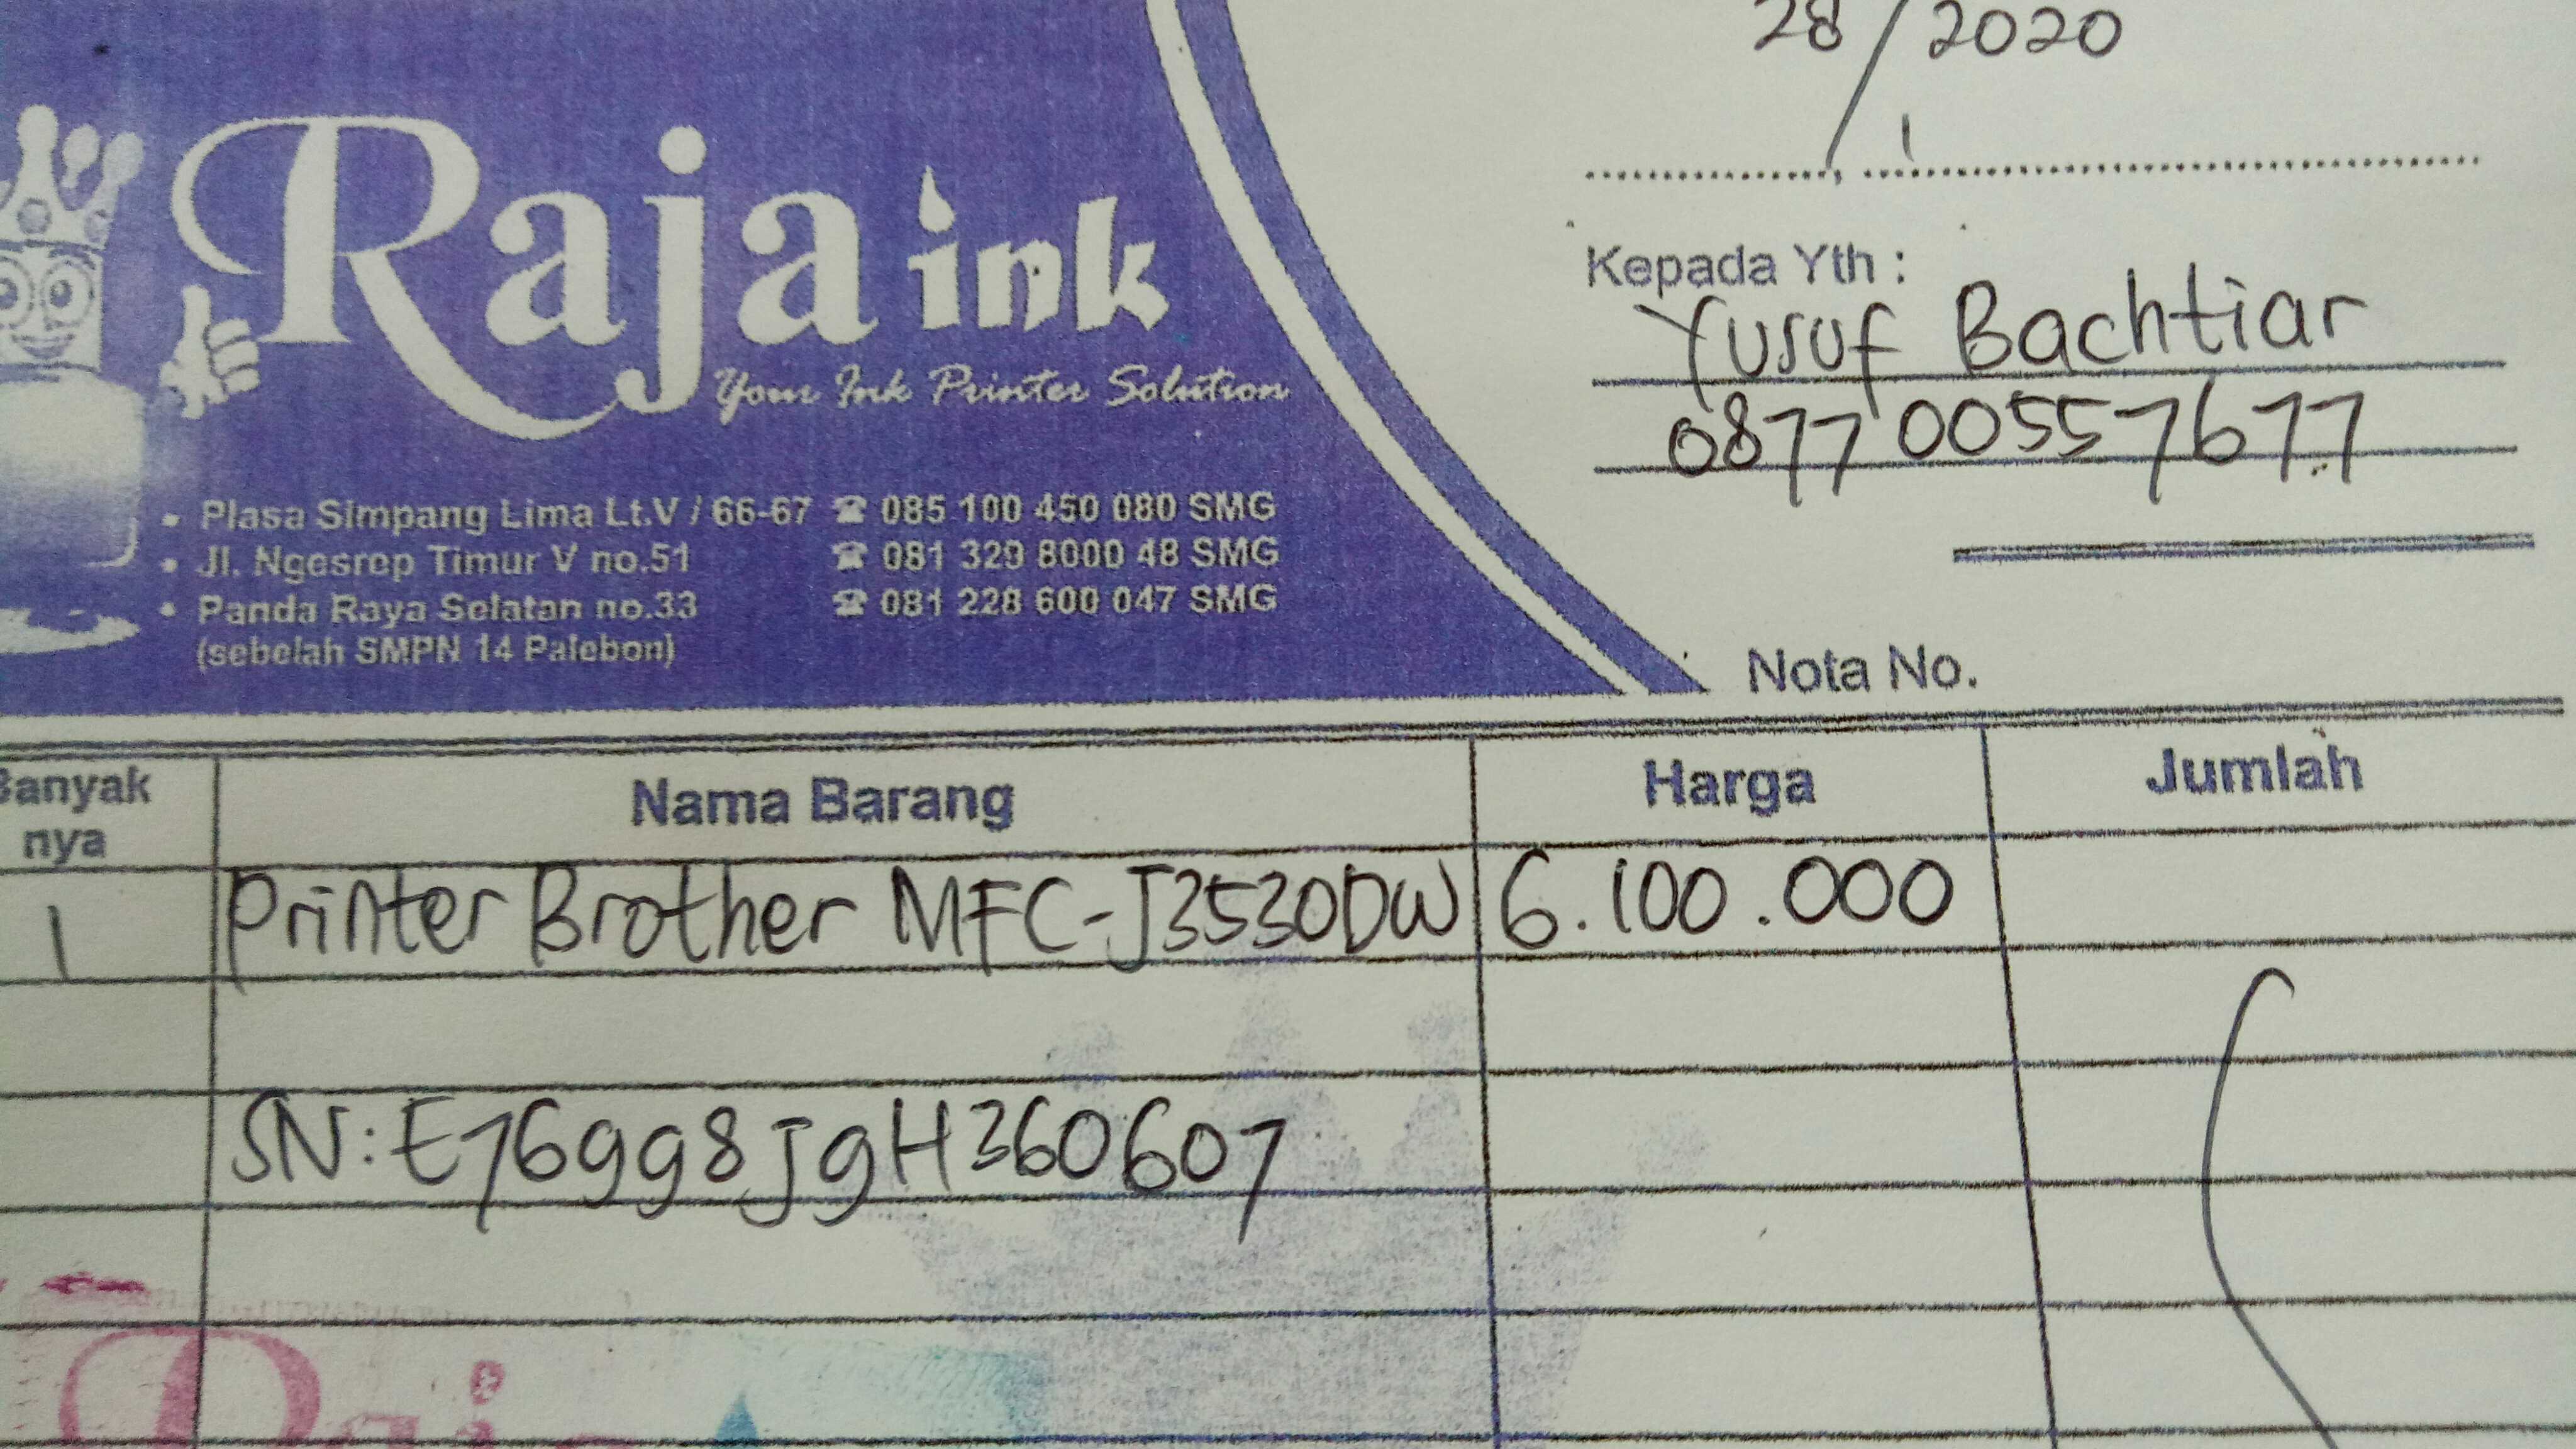 28/2020
1
Raja ink
Your Ink Printer Solution
Kepada Yth :
Yusuf Bachtiar
0877 00557677
• Plasa Simpang Lima Lt.V / 66-67 ☎ 085 100 450 080 SMG
• Jl. Ngesrep Timur V no.51 ☎ 081 329 8000 48 SMG
• Panda Raya Selatan no.33 ☎ 081 228 600 047 SMG
(sebelah SMPN 14 Palebon)
Nota No.
Banyak nya Nama Barang Harga Jumlah
1 Printer Brother MFC-J3530DW 6.100.000
SN: E76998J9H360607